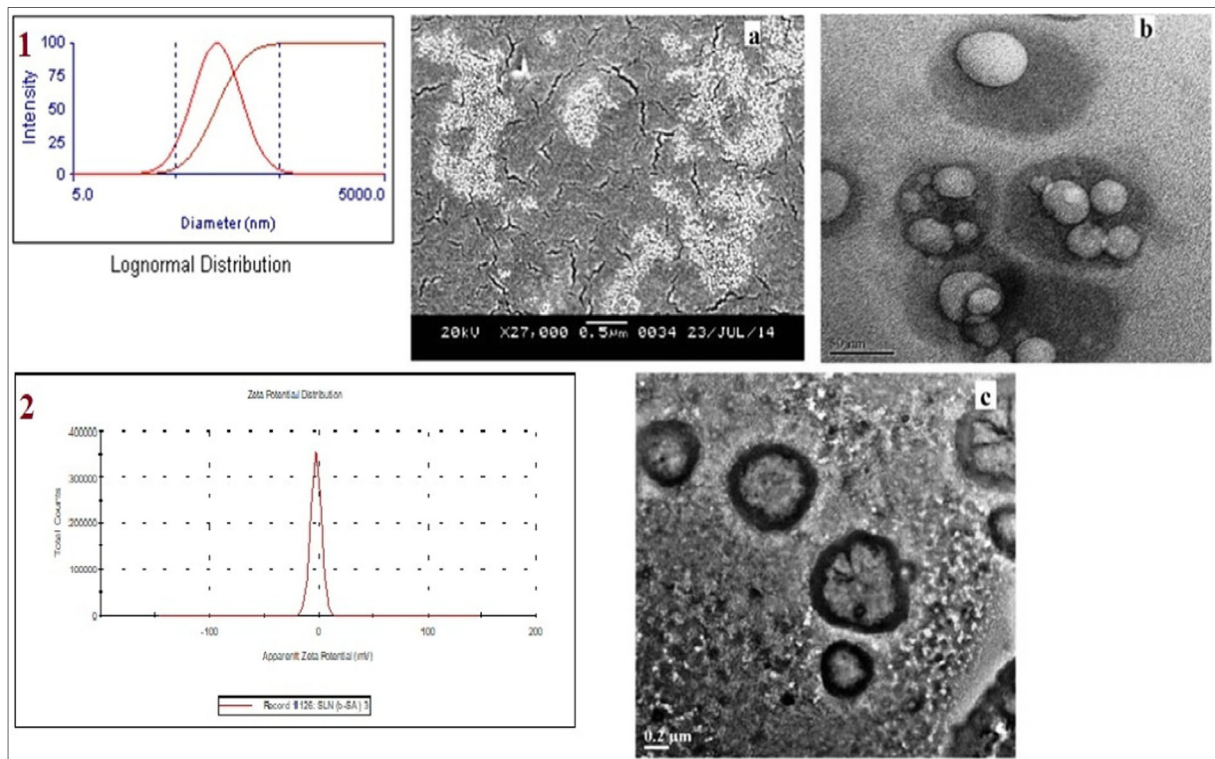 1
100
75
50
25
0
Intensity
5.0
5000.0
Diameter (nm)
Lognormal Distribution
a
20kV X27,000 0.5µm 0034 23/JUL/14
b
50 nm
2
Zeta Potential Distribution
400000
300000
200000
100000
0
Total Counts
-100
0
100
200
Apparent Zeta Potential (mV)
SLN (b-SA) 3
c
0.2 µm